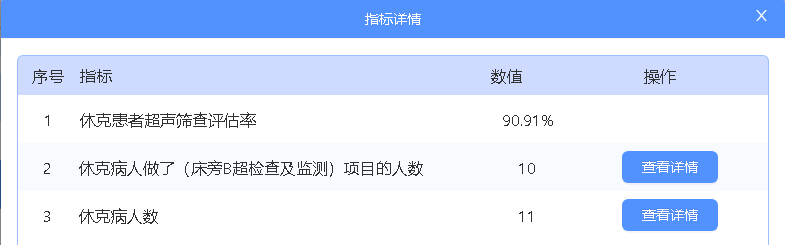 指标详情
序号 指标 数值 操作
1 休克患者超声筛查评估率 90.91%
2 休克病人做了（床旁B超检查及监测）项目的人数 10 查看详情
3 休克病人数 11 查看详情